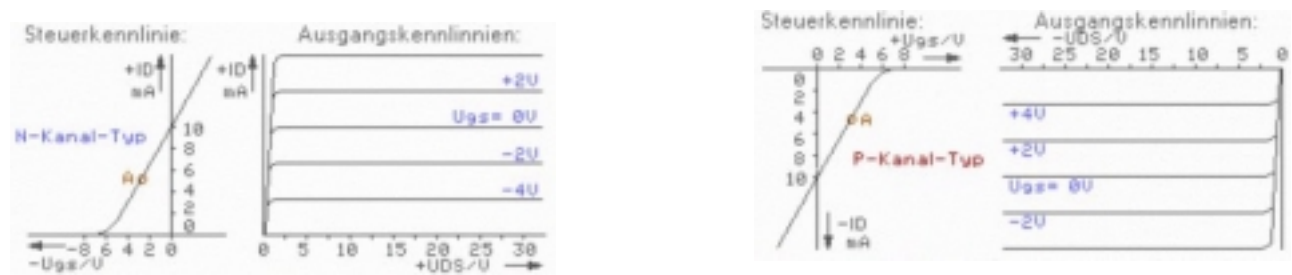 Steuerkennlinie:
Ausgangskennlinnien:
+ID
mA
+ID
mA
N-Kanal-Typ
A
10
8
6
4
2
0
-8 6 4 2 0
-Ugs/V
+2V
Ugs= 0V
-2V
-4V
0 5 10 15 20 25 30
+UDS/V
Steuerkennlinie:
+Ugs/V
0 2 4 6 8
0
2
4
6
8
10
A
P-Kanal-Typ
-ID
mA
Ausgangskennlinnien:
-UDS/V
30 25 20 15 10 5 0
+4V
+2V
Ugs= 0V
-2V